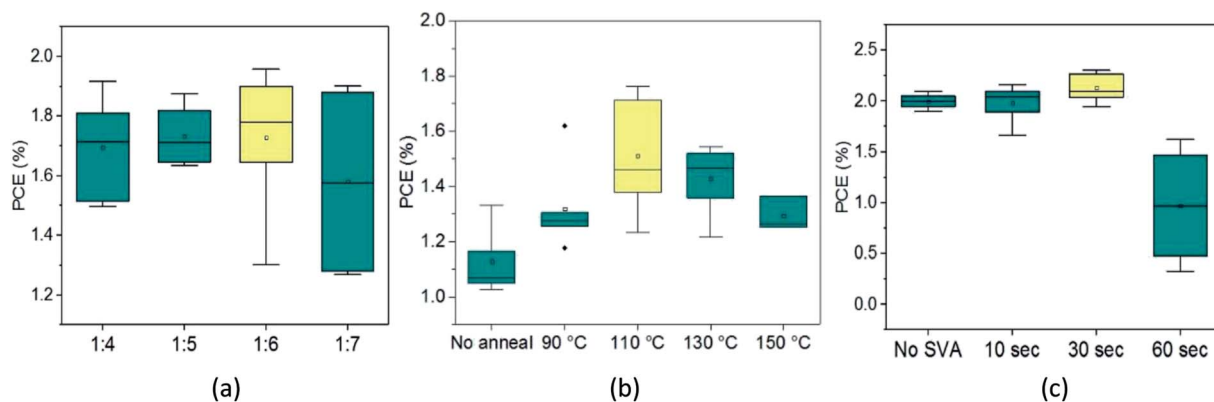 PCE (%)
2.0
1.8
1.6
1.4
1.2
1:4 1:5 1:6 1:7
(a)
PCE (%)
2.0
1.8
1.6
1.4
1.2
1.0
No anneal 90 °C 110 °C 130 °C 150 °C
(b)
PCE (%)
2.5
2.0
1.5
1.0
0.5
0.0
No SVA 10 sec 30 sec 60 sec
(c)